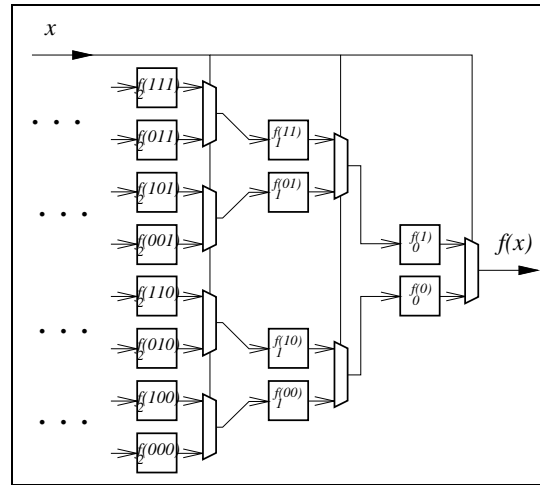 x
f(111)
2
f(011)
2
f(11)
1
f(101)
2
f(01)
1
f(001)
2
f(1)
0
f(x)
f(110)
2
f(0)
0
f(010)
2
f(10)
1
f(100)
2
f(00)
1
f(000)
2
. . .
. . .
. . .
. . .